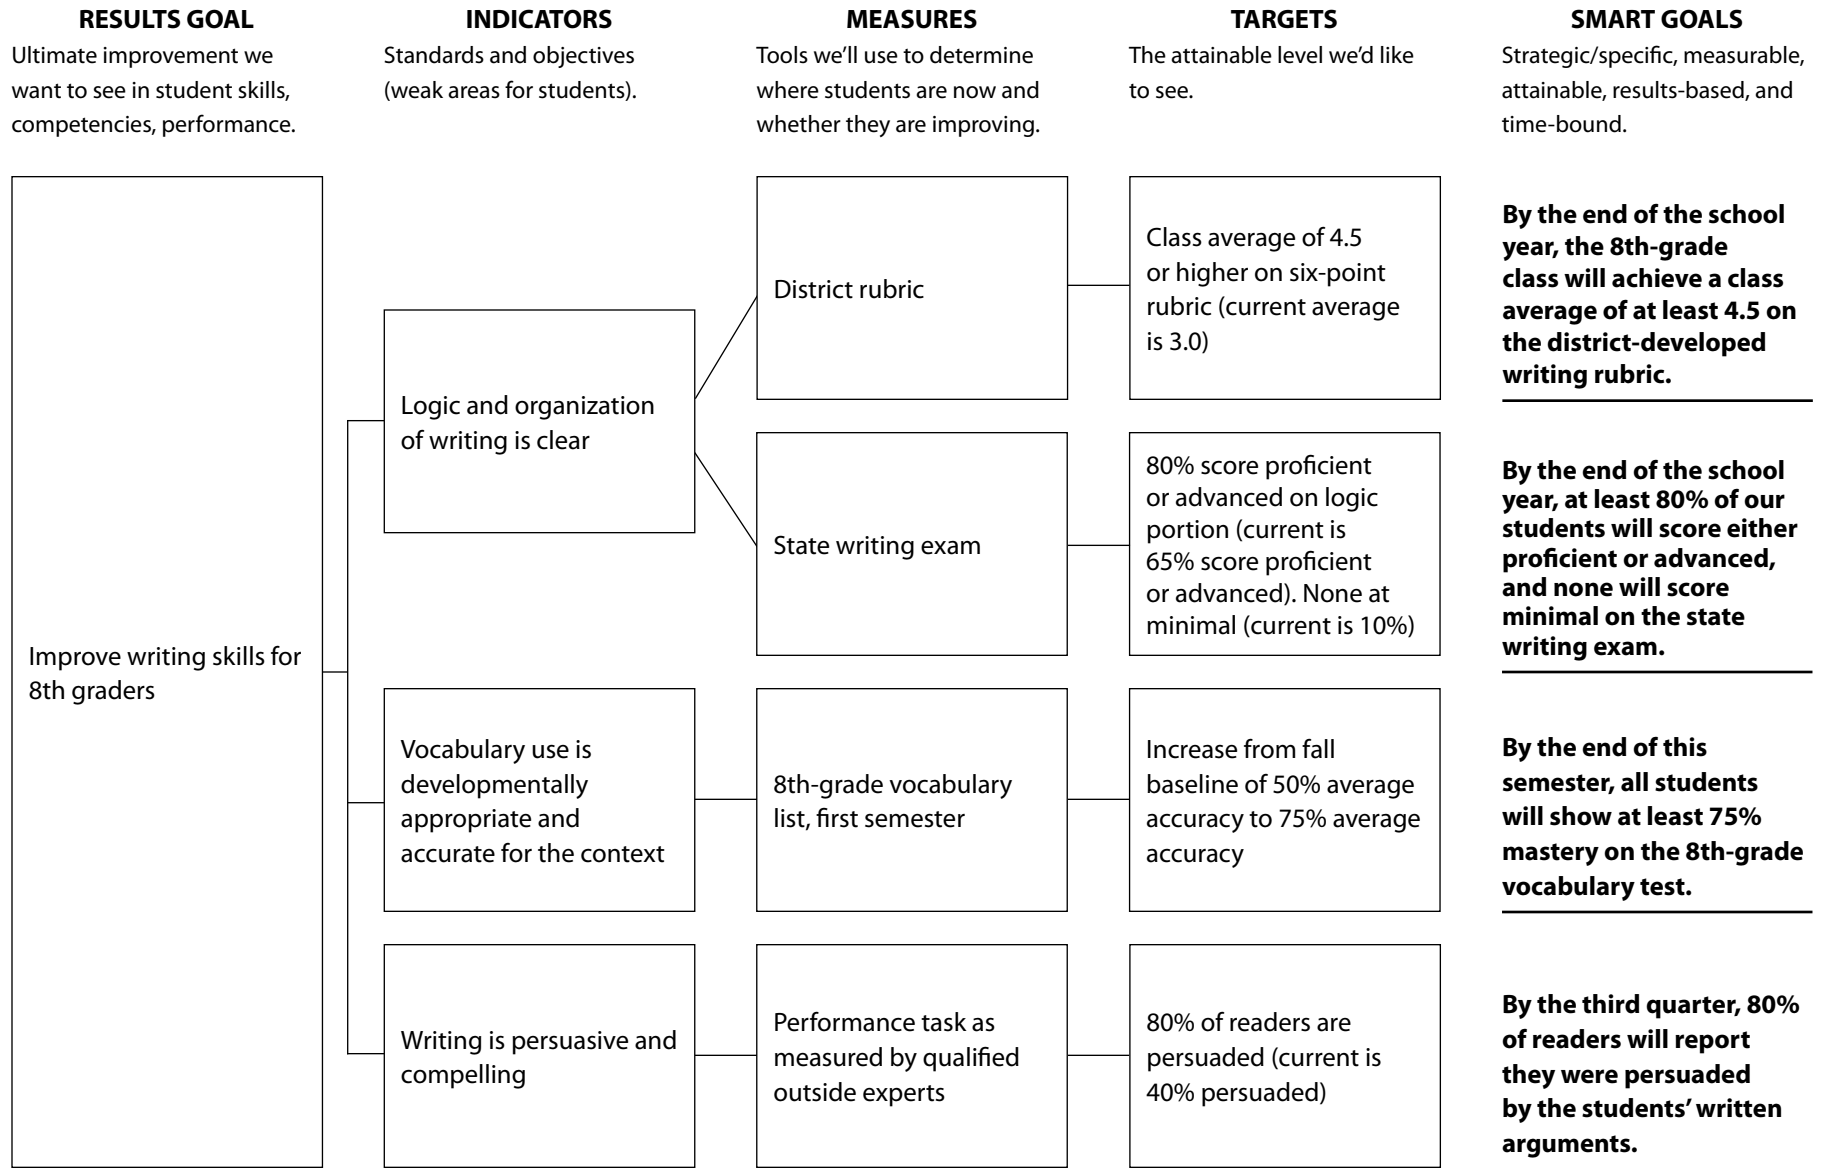 RESULTS GOAL
Ultimate improvement we
want to see in student skills,
competencies, performance.
INDICATORS
Standards and objectives
(weak areas for students).
MEASURES
Tools we'll use to determine
where students are now and
whether they are improving.
TARGETS
The attainable level we'd like
to see.
SMART GOALS
Strategic/specific, measurable,
attainable, results-based, and
time-bound.
Improve writing skills for
8th graders
Logic and organization
of writing is clear
District rubric
Class average of 4.5
or higher on six-point
rubric (current average
is 3.0)
By the end of the school
year, the 8th-grade
class will achieve a class
average of at least 4.5 on
the district-developed
writing rubric.
State writing exam
80% score proficient
or advanced on logic
portion (current is
65% score proficient
or advanced). None at
minimal (current is 10%)
By the end of the school
year, at least 80% of our
students will score either
proficient or advanced,
and none will score
minimal on the state
writing exam.
Vocabulary use is
developmentally
appropriate and
accurate for the context
8th-grade vocabulary
list, first semester
Increase from fall
baseline of 50% average
accuracy to 75% average
accuracy
By the end of this
semester, all students
will show at least 75%
mastery on the 8th-grade
vocabulary test.
Writing is persuasive and
compelling
Performance task as
measured by qualified
outside experts
80% of readers are
persuaded (current is
40% persuaded)
By the third quarter, 80%
of readers will report
they were persuaded
by the students' written
arguments.